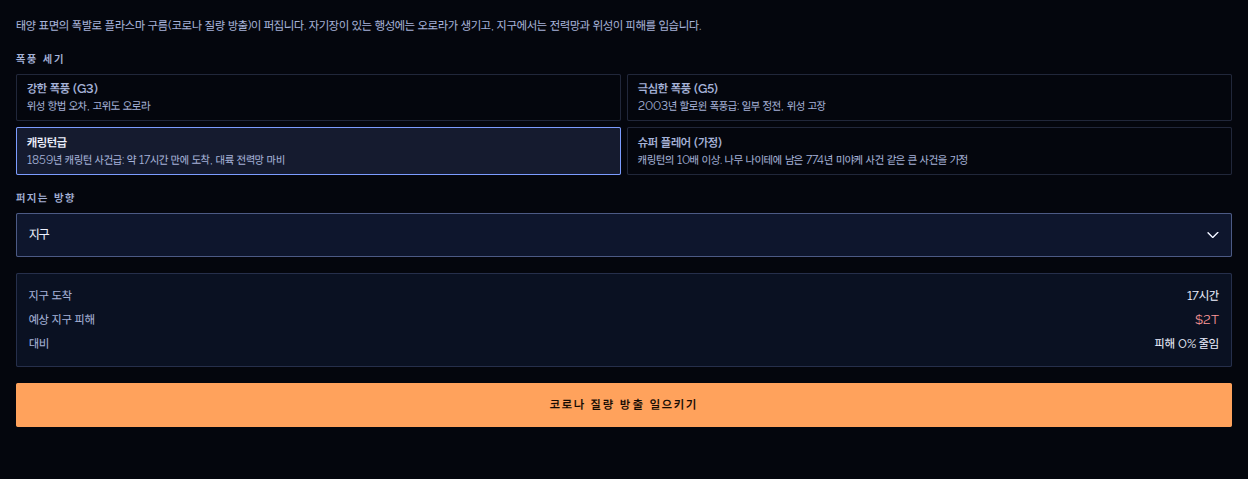 태양 표면의 폭발로 플라스마 구름(코로나 질량 방출)이 퍼집니다. 자기장이 있는 행성에는 오로라가 생기고, 지구에서는 전력망과 위성이 피해를 입습니다.
폭풍 세기
강한 폭풍 (G3)
위성 항법 오차, 고위도 오로라
극심한 폭풍 (G5)
2003년 할로윈 폭풍급: 일부 정전, 위성 고장
캐링턴급
1859년 캐링턴 사건급: 약 17시간 만에 도착, 대륙 전력망 마비
슈퍼 플레어 (가정)
캐링턴의 10배 이상. 나무 나이테에 남은 774년 미야케 사건 같은 큰 사건을 가정
퍼지는 방향
지구
지구 도착 17시간
예상 지구 피해 $2T
대비 피해 0% 줄임
코로나 질량 방출 일으키기